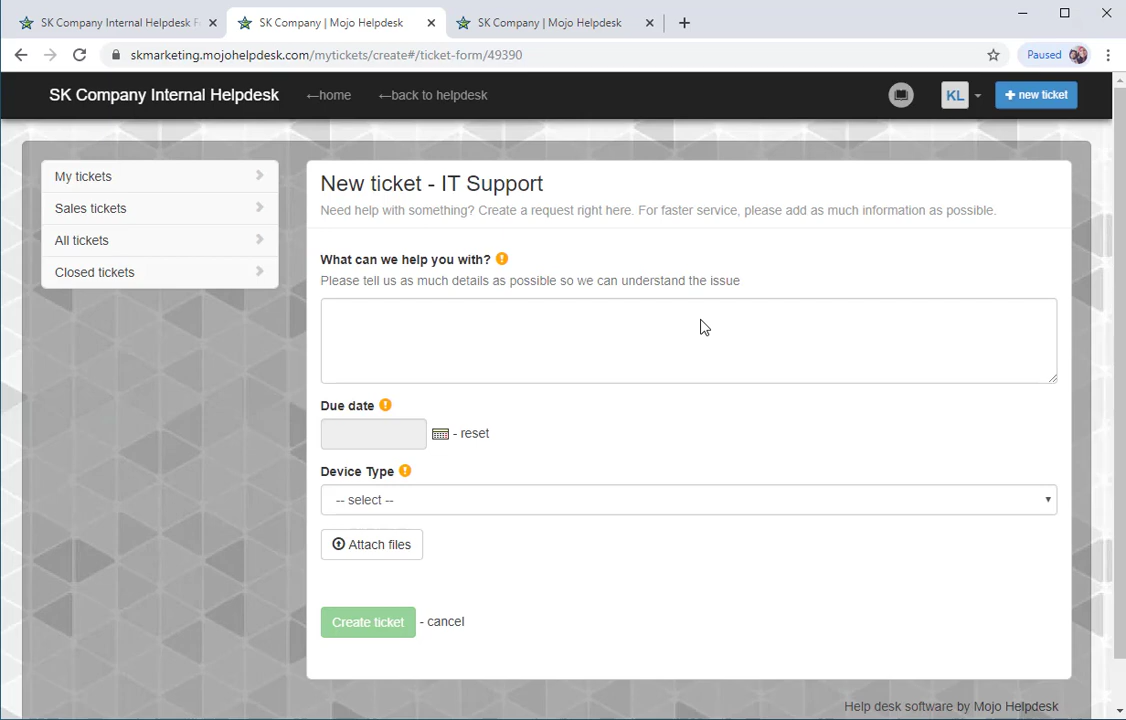 SK Company Internal Helpdesk F
SK Company | Mojo Helpdesk
SK Company | Mojo Helpdesk
skmarketing.mojohelpdesk.com/mytickets/create#/ticket-form/49390
Paused
SK Company Internal Helpdesk
←home
←back to helpdesk
KL
+ new ticket
My tickets
Sales tickets
All tickets
Closed tickets
New ticket - IT Support
Need help with something? Create a request right here. For faster service, please add as much information as possible.
What can we help you with?
Please tell us as much details as possible so we can understand the issue
Due date
- reset
Device Type
-- select --
Attach files
Create ticket - cancel
Help desk software by Mojo Helpdesk